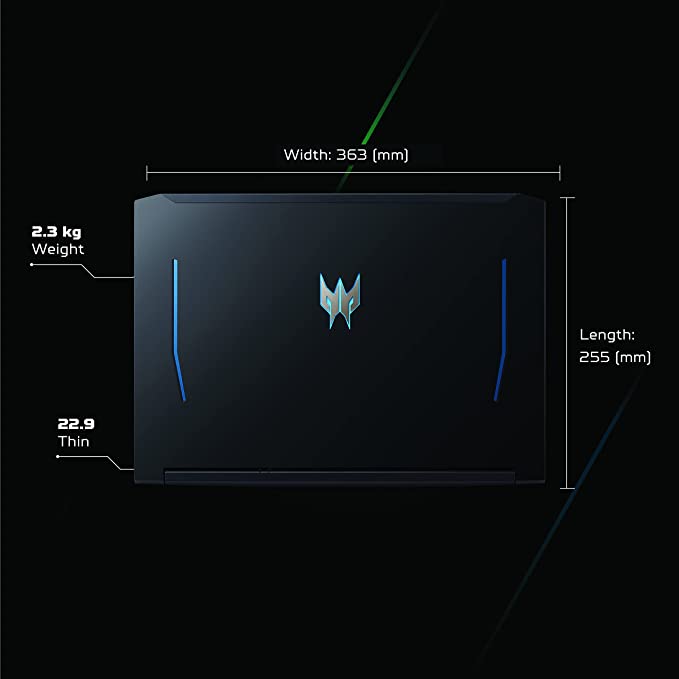 Width: 363 (mm)
2.3 kg
Weight
Length:
255 (mm)
22.9
Thin